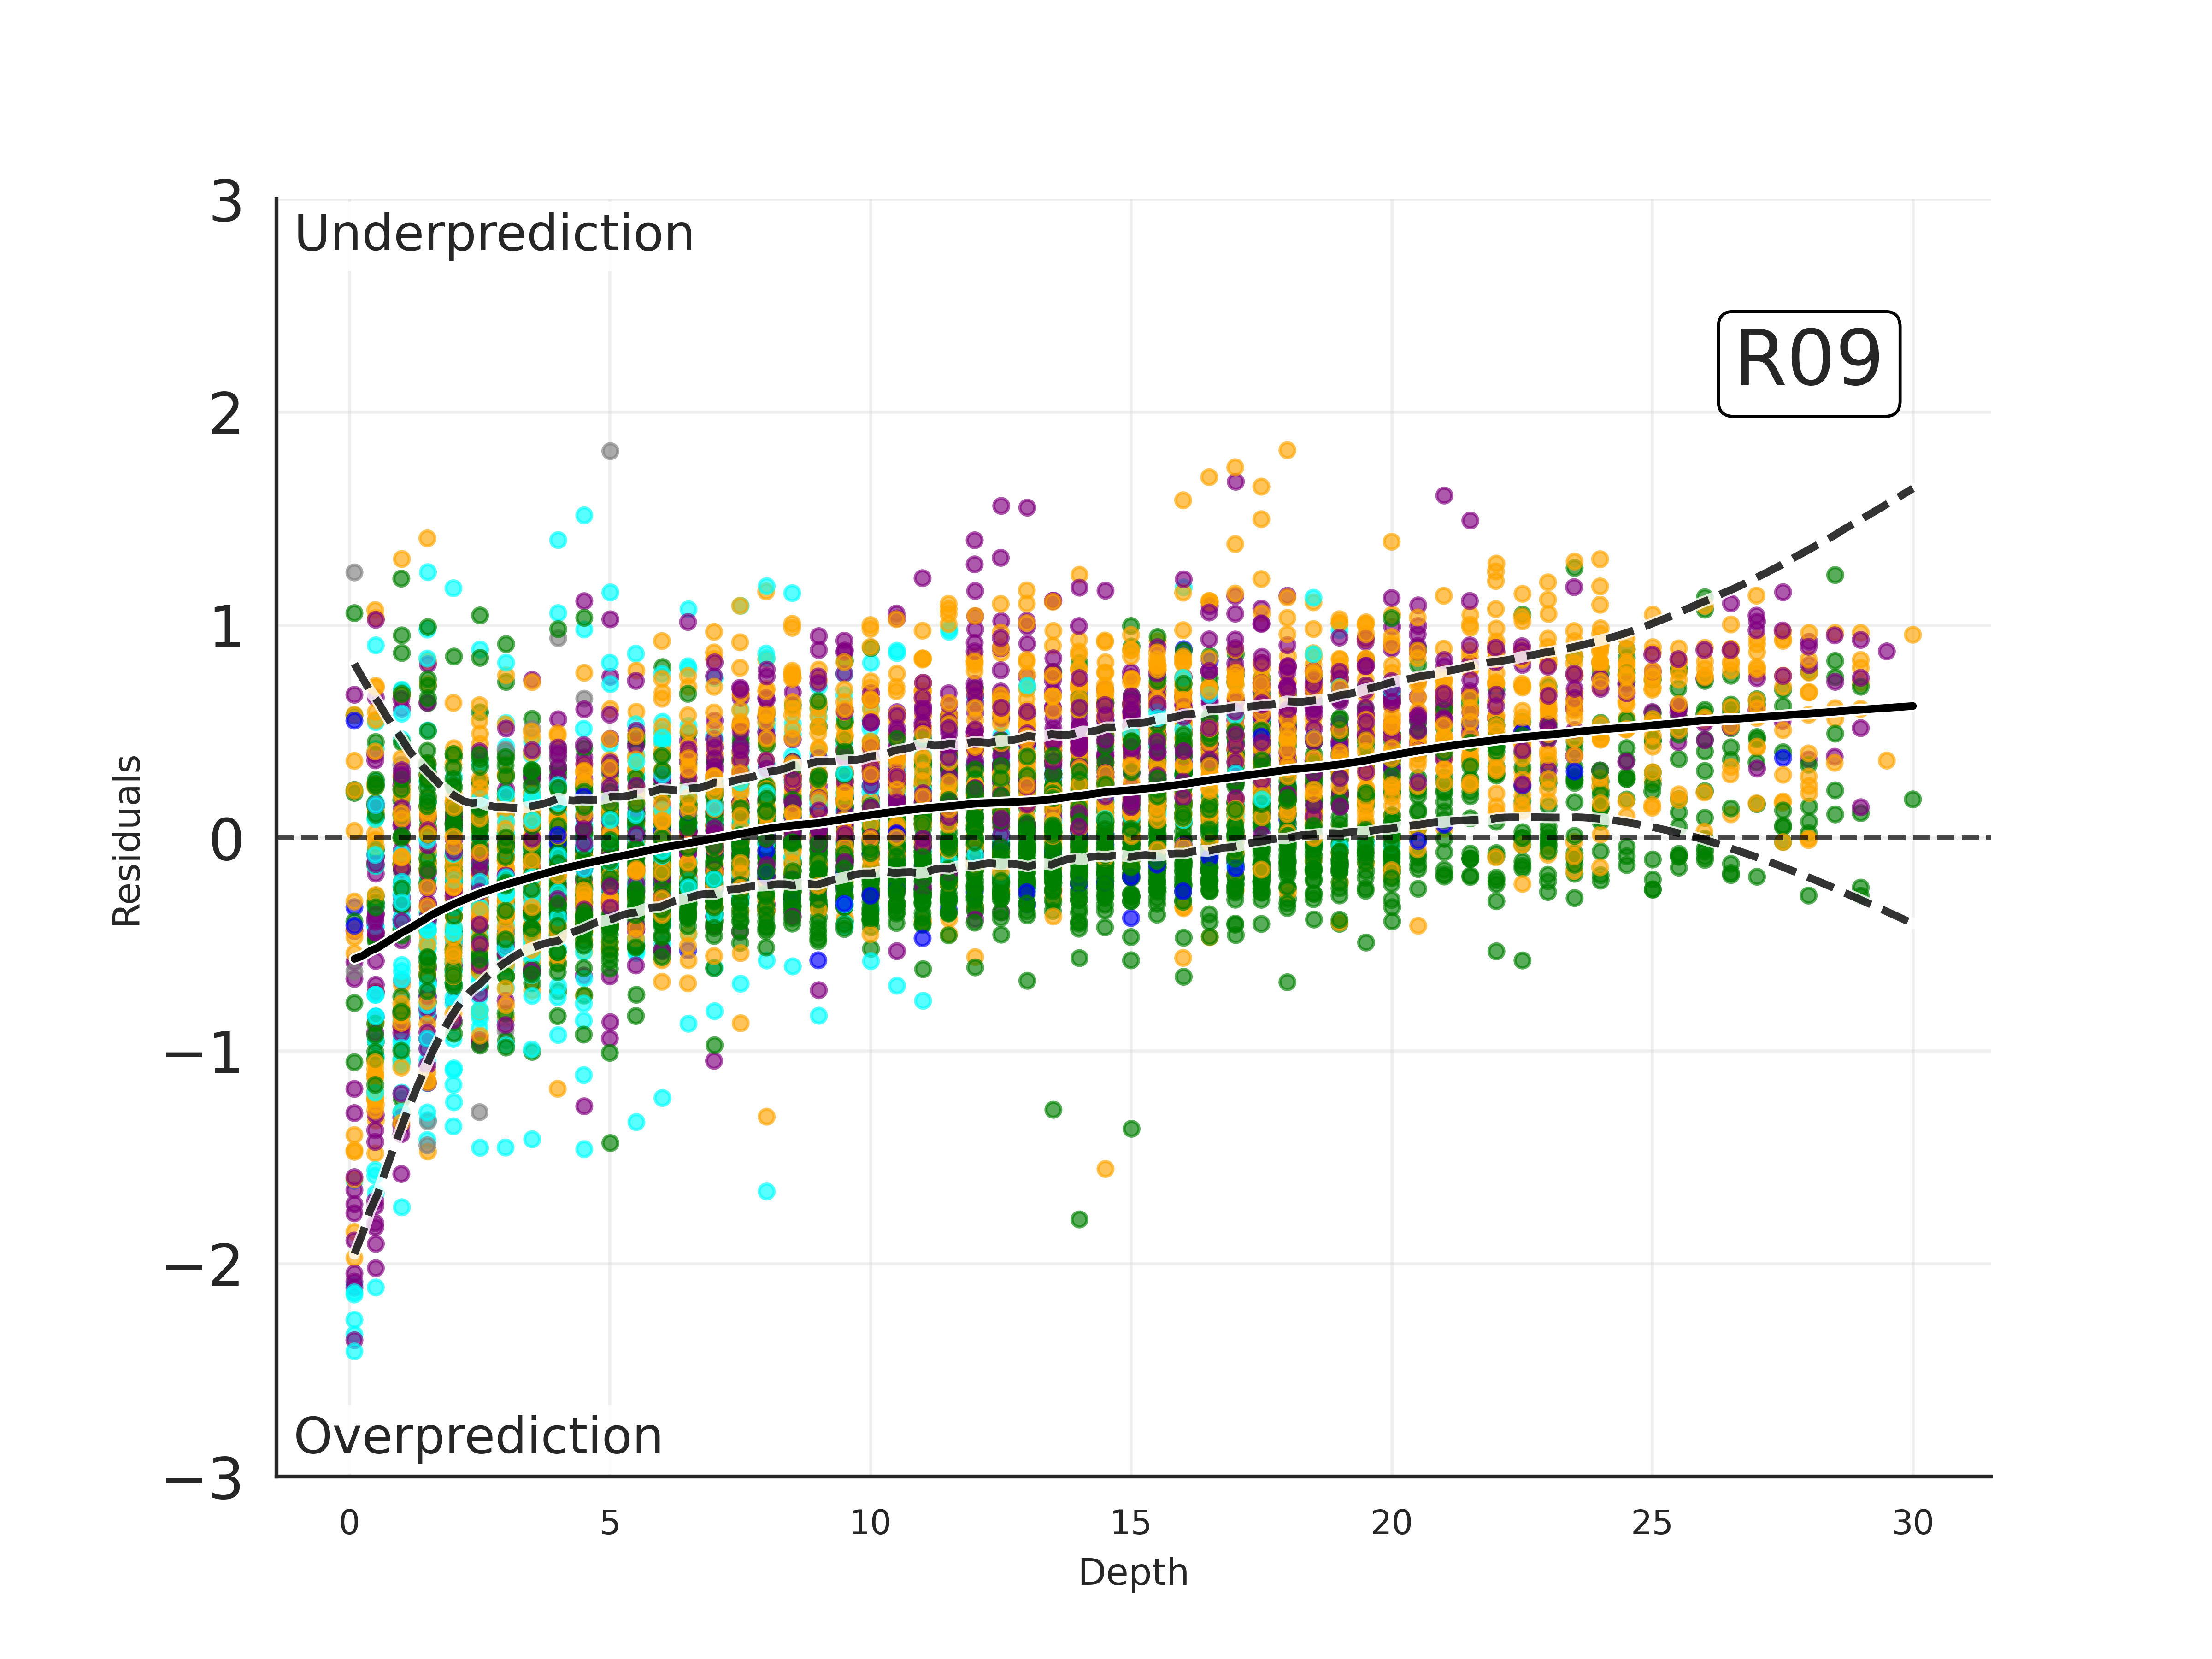 3
Underprediction
R09
2
1
0
−1
−2
Overprediction
−3
Residuals
0 5 10 15 20 25 30
Depth